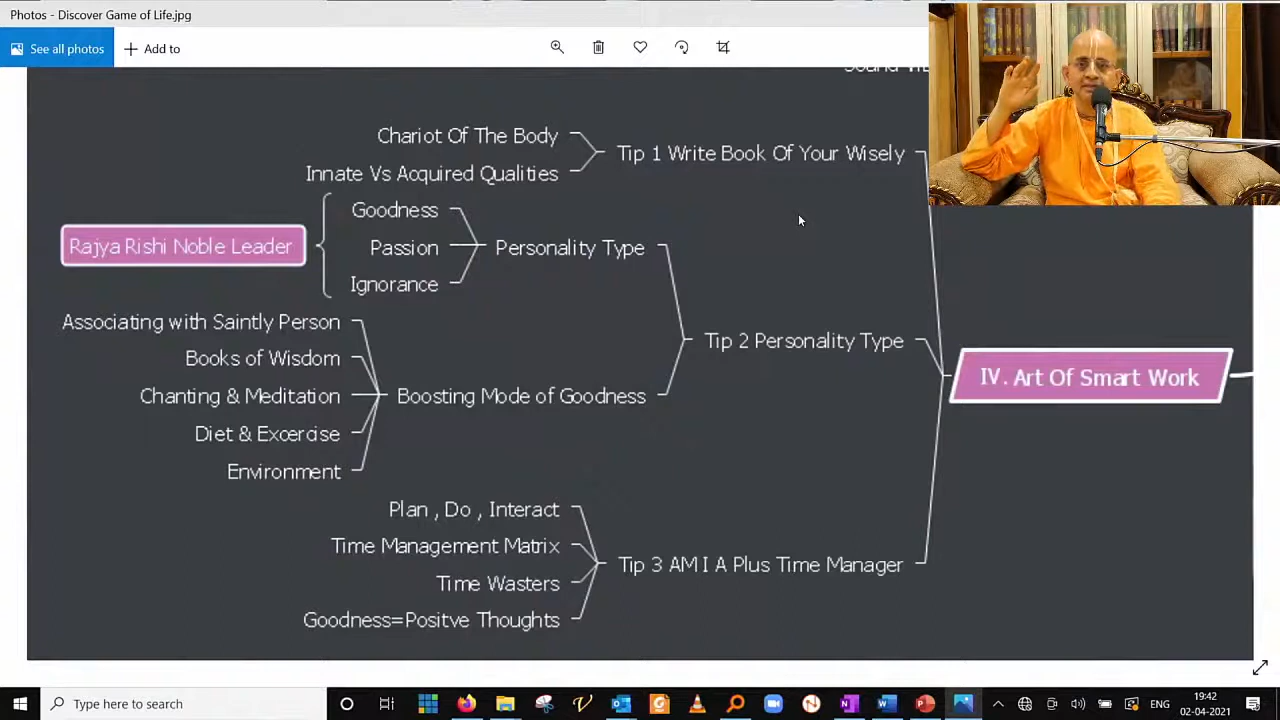 Photos - Discover Game of Life.jpg
See all photos
Add to
Chariot Of The Body
Tip 1 Write Book Of Your Wisely
Innate Vs Acquired Qualities
Goodness
Rajya Rishi Noble Leader
Passion
Personality Type
Ignorance
Associating with Saintly Person
Tip 2 Personality Type
Books of Wisdom
IV. Art Of Smart Work
Chanting & Meditation
Boosting Mode of Goodness
Diet & Excercise
Environment
Plan , Do , Interact
Time Management Matrix
Tip 3 AM I A Plus Time Manager
Time Wasters
Goodness=Positve Thoughts
Type here to search
ENG
19:42
02-04-2021